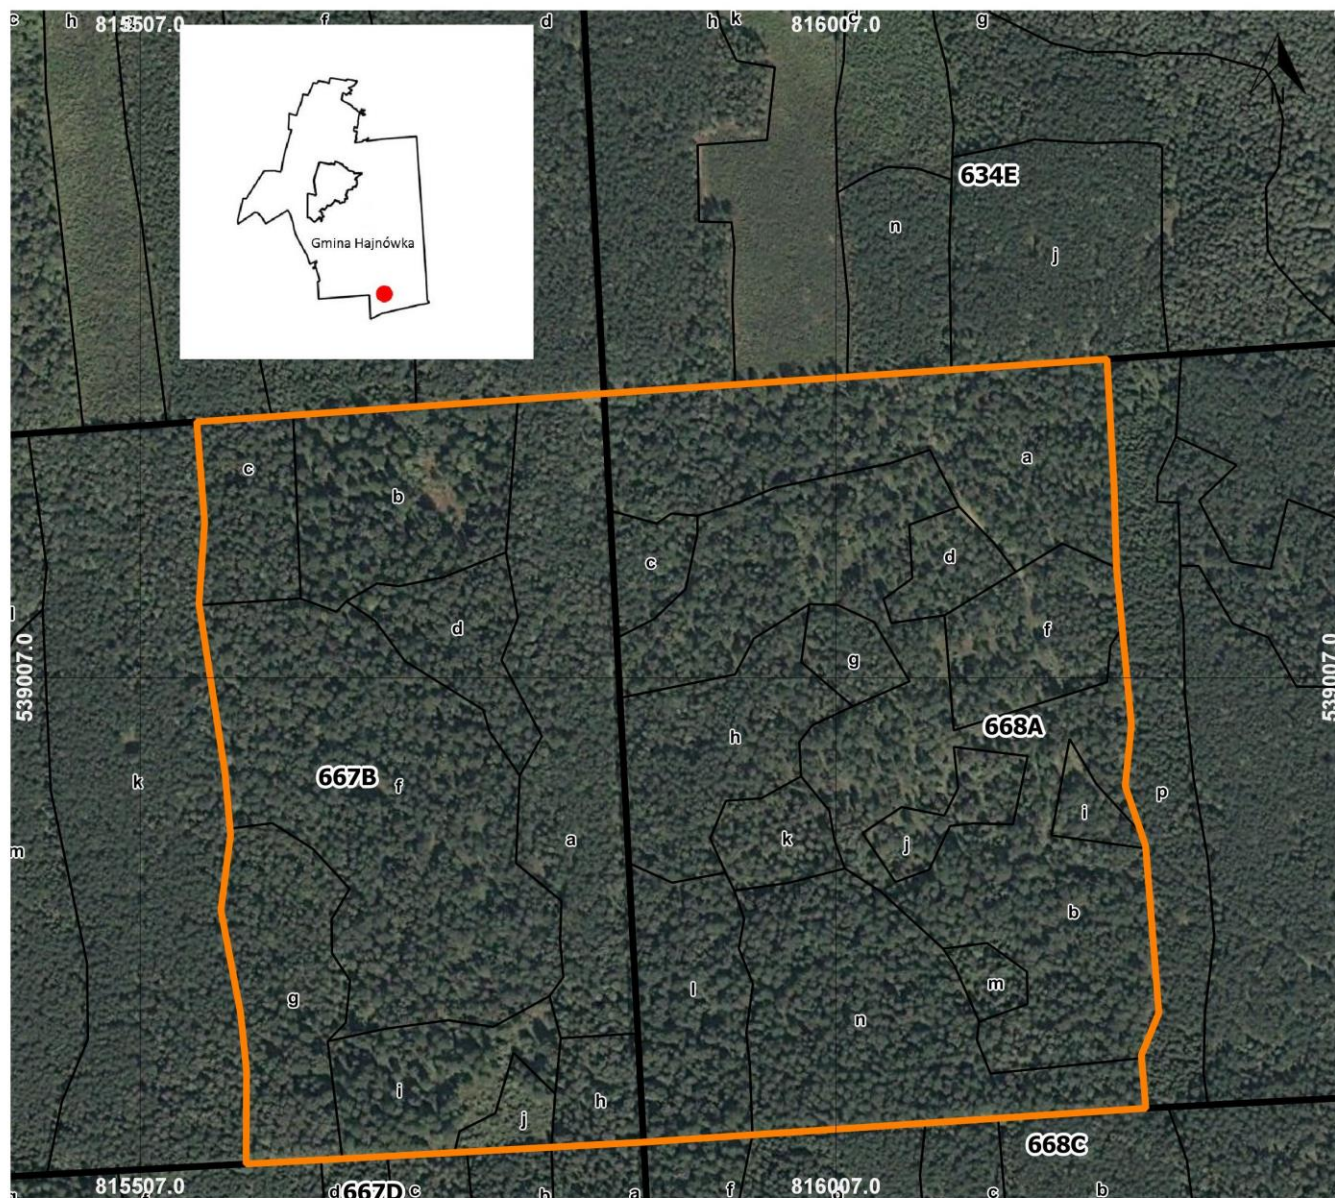 c h 815507.0 f d h k 816007.0 d g
N
634E
n
j
Gmina Hajnówka
c
b
a
c
d
d
f
g
l
539007.0
539007.0
h
668A
k
667B
f
p
i
m
a
k
j
b
g
l
m
n
i
h
j
668C
815507.0
d 667D c h a f 816007.0 c b